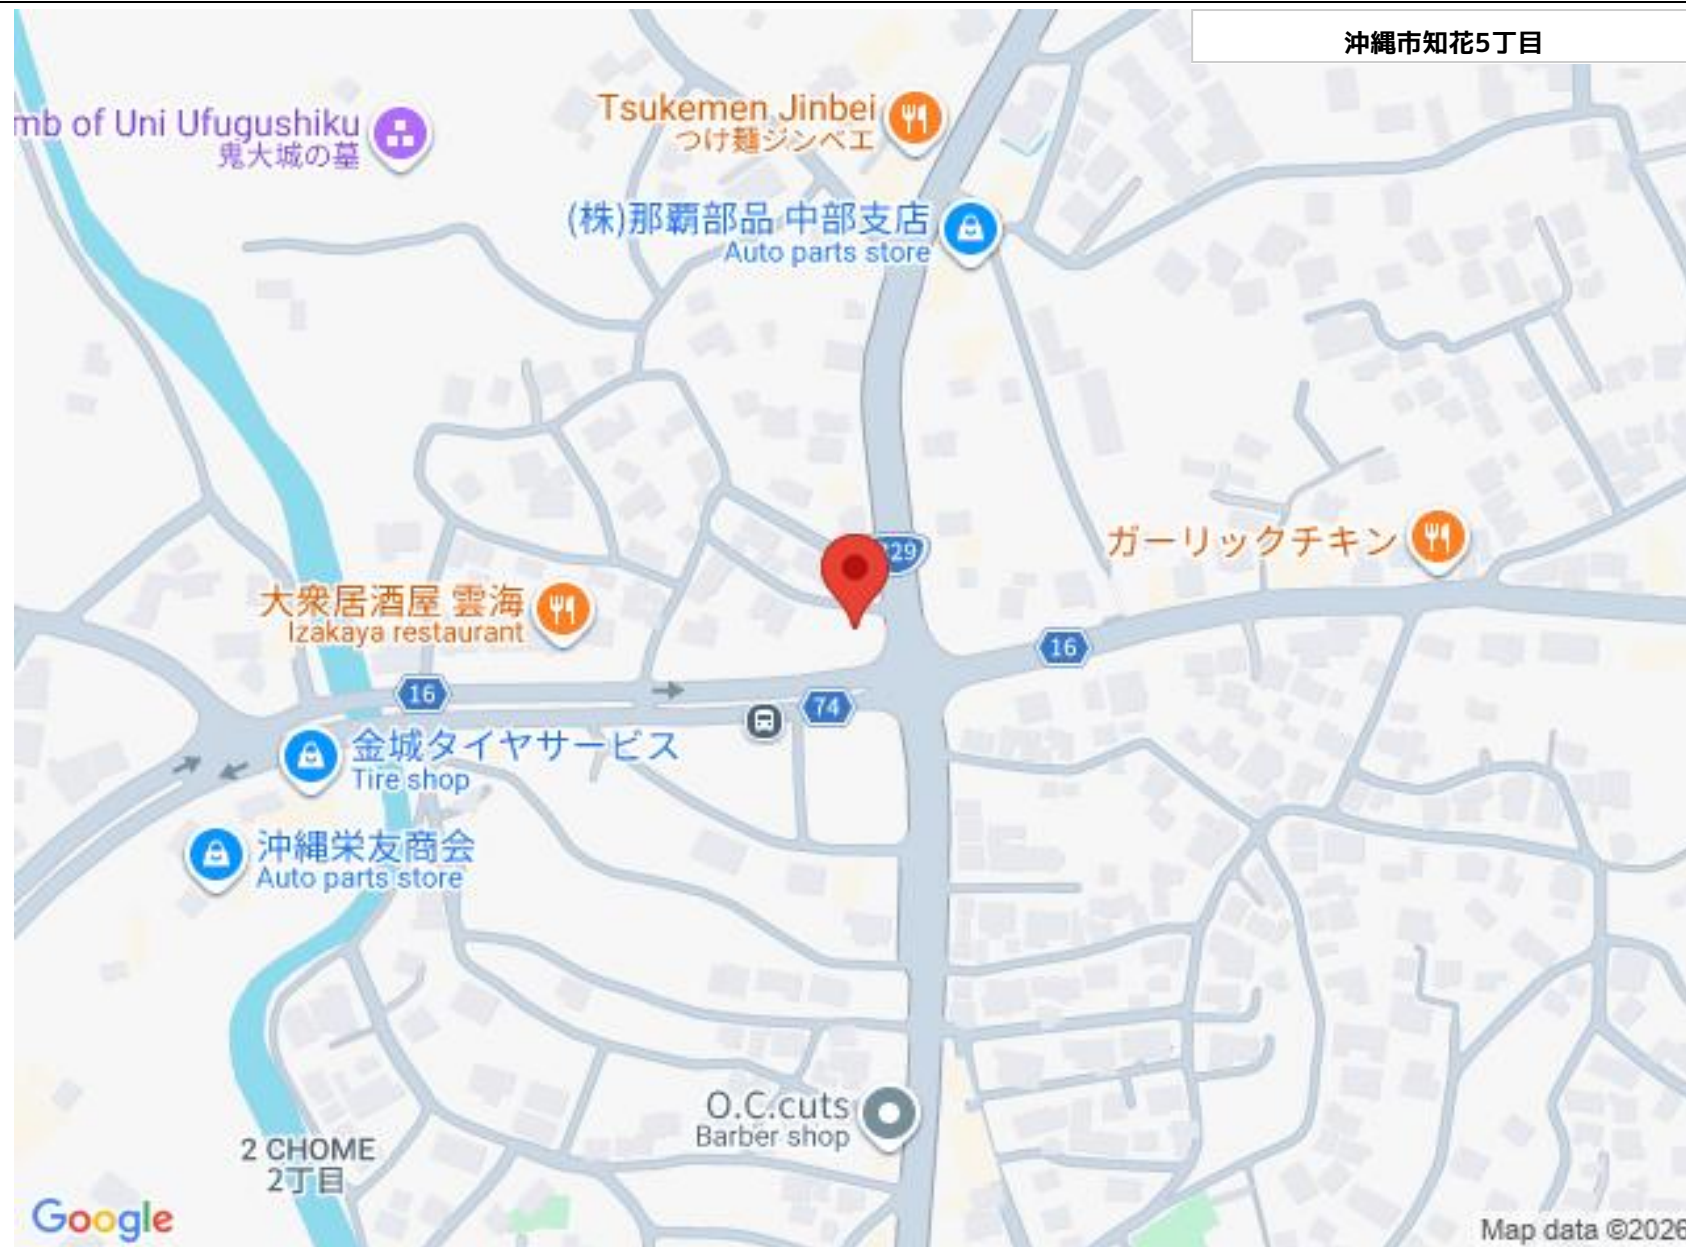 沖縄市知花5丁目
mb of Uni Ufugushiku
鬼大城の墓
Tsukemen Jinbei
つけ麺ジンベエ
(株)那覇部品 中部支店
Auto parts store
29
ガーリックチキン
大衆居酒屋 雲海
Izakaya restaurant
16
16
74
金城タイヤサービス
Tire shop
沖縄栄友商会
Auto parts store
O.C.cuts
Barber shop
2 CHOME
2丁目
Google
Map data ©2026